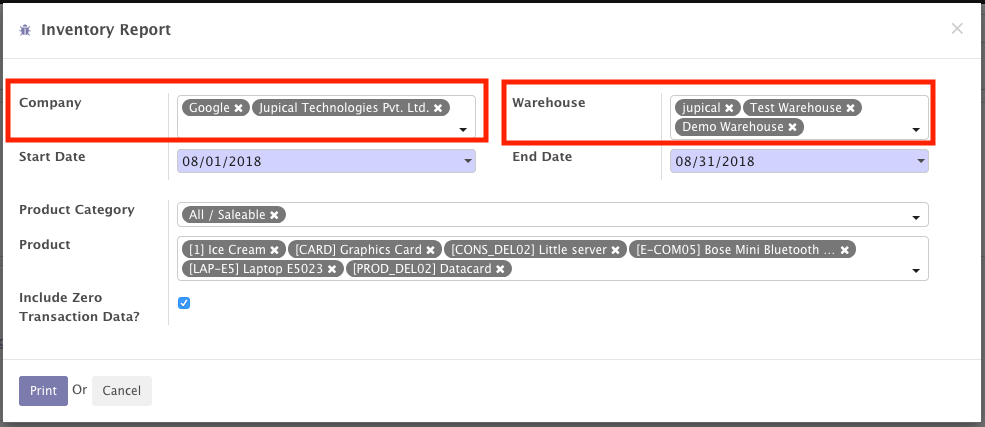 Inventory Report
Company
Google Jupical Technologies Pvt. Ltd.
Warehouse
jupical Test Warehouse
Demo Warehouse
Start Date
08/01/2018
End Date
08/31/2018
Product Category
All / Saleable
Product
[1] Ice Cream [CARD] Graphics Card [CONS_DEL02] Little server [E-COM05] Bose Mini Bluetooth ...
[LAP-E5] Laptop E5023 [PROD_DEL02] Datacard
Include Zero
Transaction Data?
Print Or Cancel